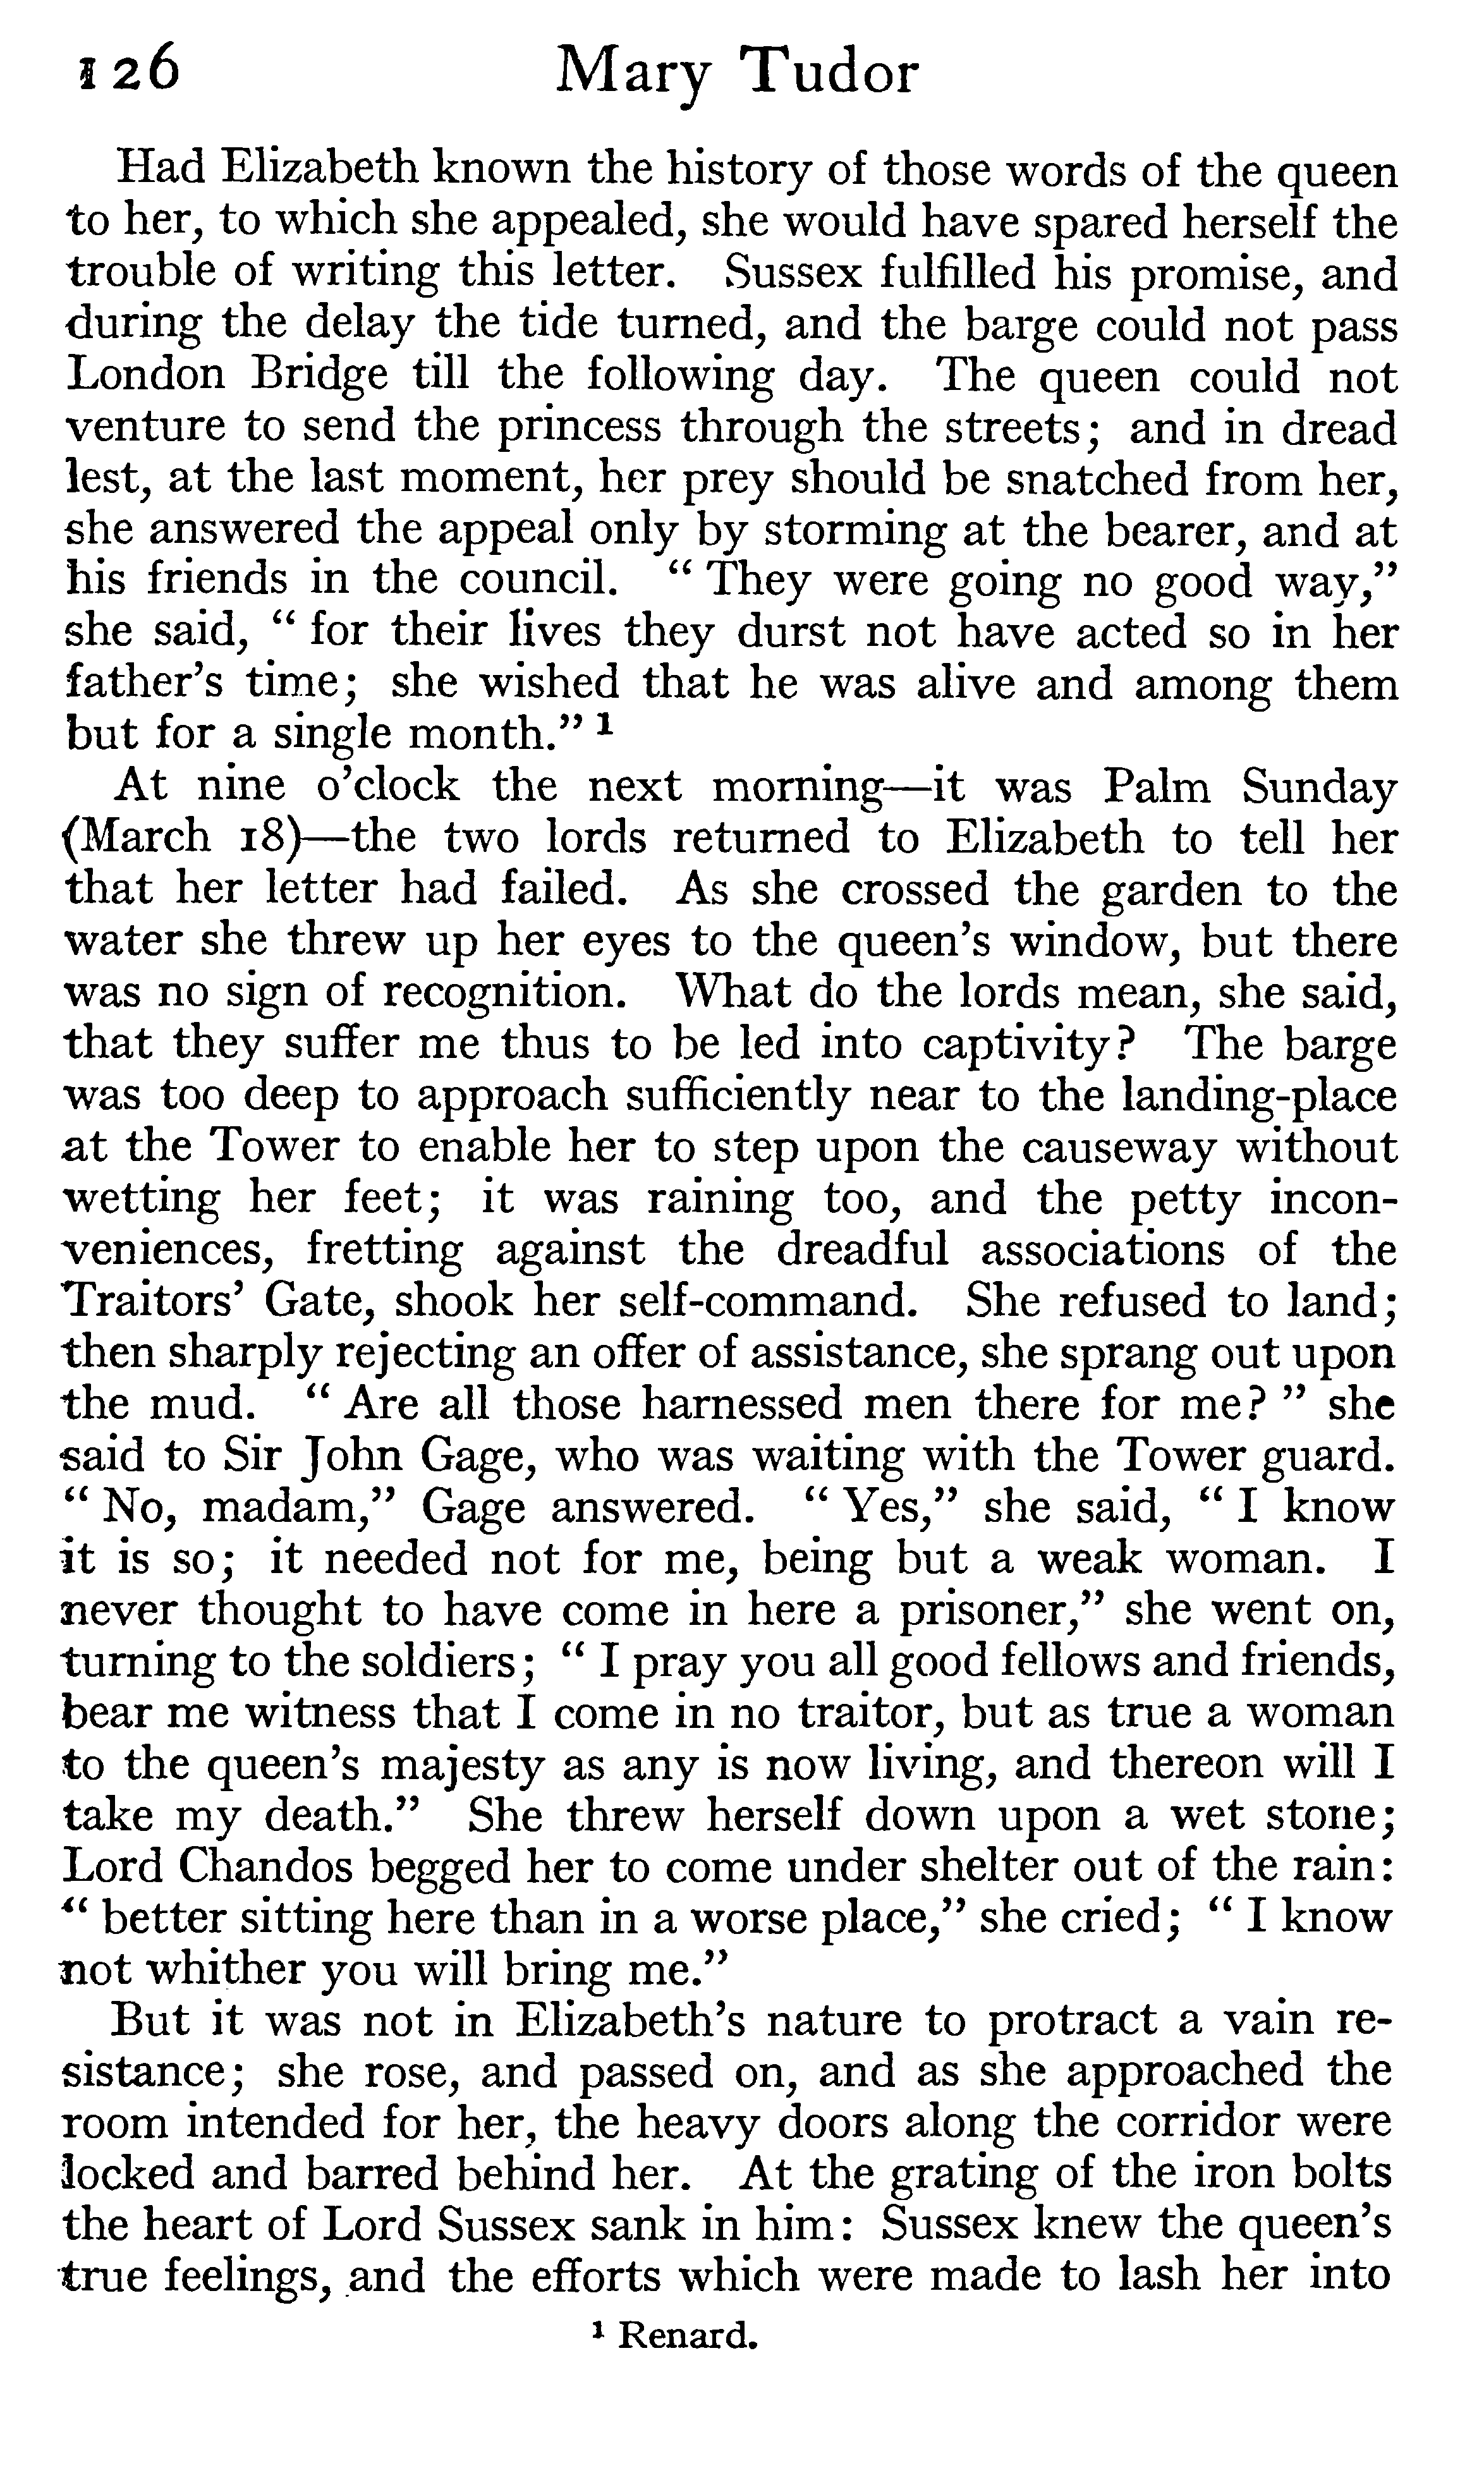 126 Mary Tudor
Had Elizabeth known the history of those words of the queen
to her, to which she appealed, she would have spared herself the
trouble of writing this letter. Sussex fulfilled his promise, and
during the delay the tide turned, and the barge could not pass
London Bridge till the following day. The queen could not
venture to send the princess through the streets; and in dread
lest, at the last moment, her prey should be snatched from her,
she answered the appeal only by storming at the bearer, and at
his friends in the council. “ They were going no good way,”
she said, “ for their lives they durst not have acted so in her
father’s time; she wished that he was alive and among them
but for a single month.” 1
At nine o’clock the next morning—it was Palm Sunday
(March 18)—the two lords returned to Elizabeth to tell her
that her letter had failed. As she crossed the garden to the
water she threw up her eyes to the queen’s window, but there
was no sign of recognition. What do the lords mean, she said,
that they suffer me thus to be led into captivity? The barge
was too deep to approach sufficiently near to the landing-place
at the Tower to enable her to step upon the causeway without
wetting her feet; it was raining too, and the petty incon-
veniences, fretting against the dreadful associations of the
Traitors’ Gate, shook her self-command. She refused to land;
then sharply rejecting an offer of assistance, she sprang out upon
the mud. “ Are all those harnessed men there for me? ” she
said to Sir John Gage, who was waiting with the Tower guard.
“ No, madam,” Gage answered. “ Yes,” she said, “ I know
it is so; it needed not for me, being but a weak woman. I
never thought to have come in here a prisoner,” she went on,
turning to the soldiers; “ I pray you all good fellows and friends,
bear me witness that I come in no traitor, but as true a woman
to the queen’s majesty as any is now living, and thereon will I
take my death.” She threw herself down upon a wet stone;
Lord Chandos begged her to come under shelter out of the rain:
“ better sitting here than in a worse place,” she cried; “ I know
not whither you will bring me.”
But it was not in Elizabeth’s nature to protract a vain re-
sistance; she rose, and passed on, and as she approached the
room intended for her, the heavy doors along the corridor were
locked and barred behind her. At the grating of the iron bolts
the heart of Lord Sussex sank in him: Sussex knew the queen’s
true feelings, and the efforts which were made to lash her into
1 Renard.